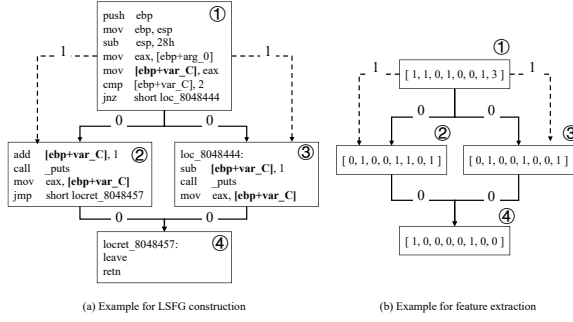 ①
push ebp
mov ebp, esp
sub esp, 28h
mov eax, [ebp+arg_0]
mov [ebp+var_C], eax
cmp [ebp+var_C], 2
jnz short loc_8048444
1
1
0
0
②
add [ebp+var_C], 1
call _puts
mov eax, [ebp+var_C]
jmp short locret_8048457
③
loc_8048444:
sub [ebp+var_C], 1
call _puts
mov eax, [ebp+var_C]
0
0
④
locret_8048457:
leave
retn
(a) Example for LSFG construction
①
[ 1, 1, 0, 1, 0, 0, 1, 3 ]
1
1
0
0
②
[ 0, 1, 0, 0, 1, 1, 0, 1 ]
③
[ 0, 1, 0, 0, 1, 0, 0, 1 ]
0
0
④
[ 1, 0, 0, 0, 0, 1, 0, 0 ]
(b) Example for feature extraction